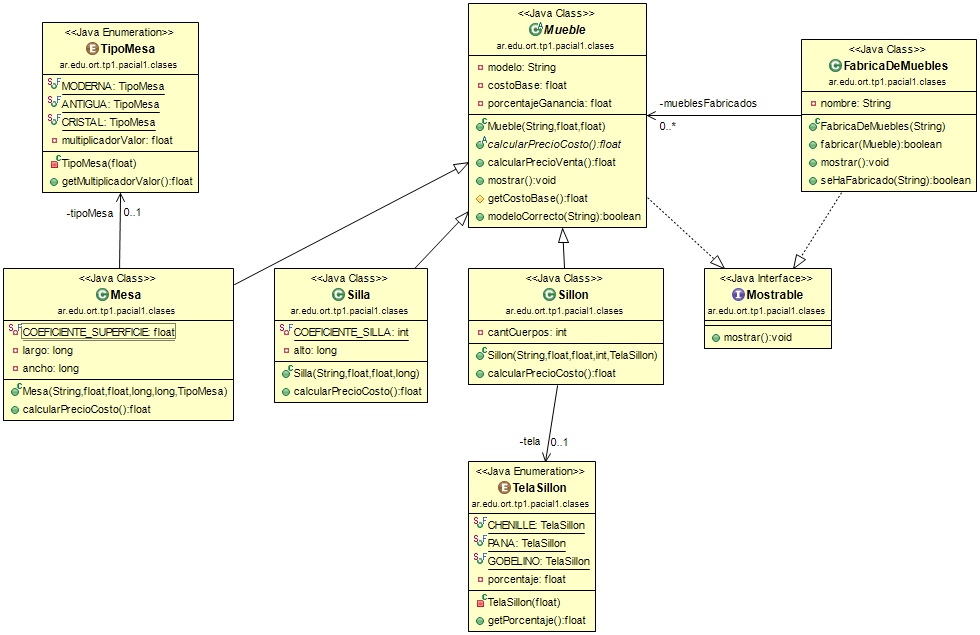 <<Java Enumeration>>
TipoMesa
ar.edu.ort.tp1.pacial1.clases
MODERNA: TipoMesa
ANTIGUA: TipoMesa
CRISTAL: TipoMesa
multiplicadorValor: float
TipoMesa(float)
getMultiplicadorValor():float
<<Java Class>>
Mueble
ar.edu.ort.tp1.pacial1.clases
modelo: String
costoBase: float
porcentajeGanancia: float
Mueble(String,float,float)
calcularPrecioCosto():float
calcularPrecioVenta():float
mostrar():void
getCostoBase():float
modeloCorrecto(String):boolean
-mueblesFabricados
0..*
<<Java Class>>
FabricaDeMuebles
ar.edu.ort.tp1.pacial1.clases
nombre: String
FabricaDeMuebles(String)
fabricar(Mueble):boolean
mostrar():void
seHaFabricado(String):boolean
-tipoMesa
0..1
<<Java Class>>
Mesa
ar.edu.ort.tp1.pacial1.clases
COEFICIENTE_SUPERFICIE: float
largo: long
ancho: long
Mesa(String,float,float,long,long,TipoMesa)
calcularPrecioCosto():float
<<Java Class>>
Silla
ar.edu.ort.tp1.pacial1.clases
COEFICIENTE_SILLA: int
alto: long
Silla(String,float,float,long)
calcularPrecioCosto():float
<<Java Class>>
Sillon
ar.edu.ort.tp1.pacial1.clases
cantCuerpos: int
Sillon(String,float,float,int,TelaSillon)
calcularPrecioCosto():float
<<Java Interface>>
Mostrable
ar.edu.ort.tp1.pacial1.clases
mostrar():void
-tela
0..1
<<Java Enumeration>>
TelaSillon
ar.edu.ort.tp1.pacial1.clases
CHENILLE: TelaSillon
PANA: TelaSillon
GOBELINO: TelaSillon
porcentaje: float
TelaSillon(float)
getPorcentaje():float